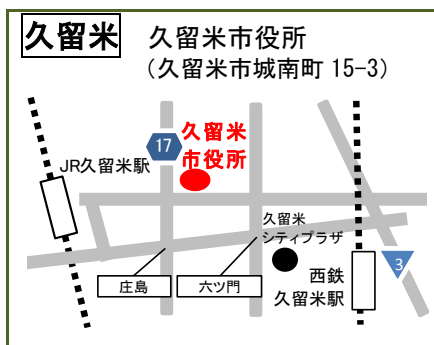 久留米
久留米市役所
（久留米市城南町 15-3）
17
久留米
市役所
JR久留米駅
久留米
シティプラザ
3
西鉄
久留米駅
庄島
六ツ門